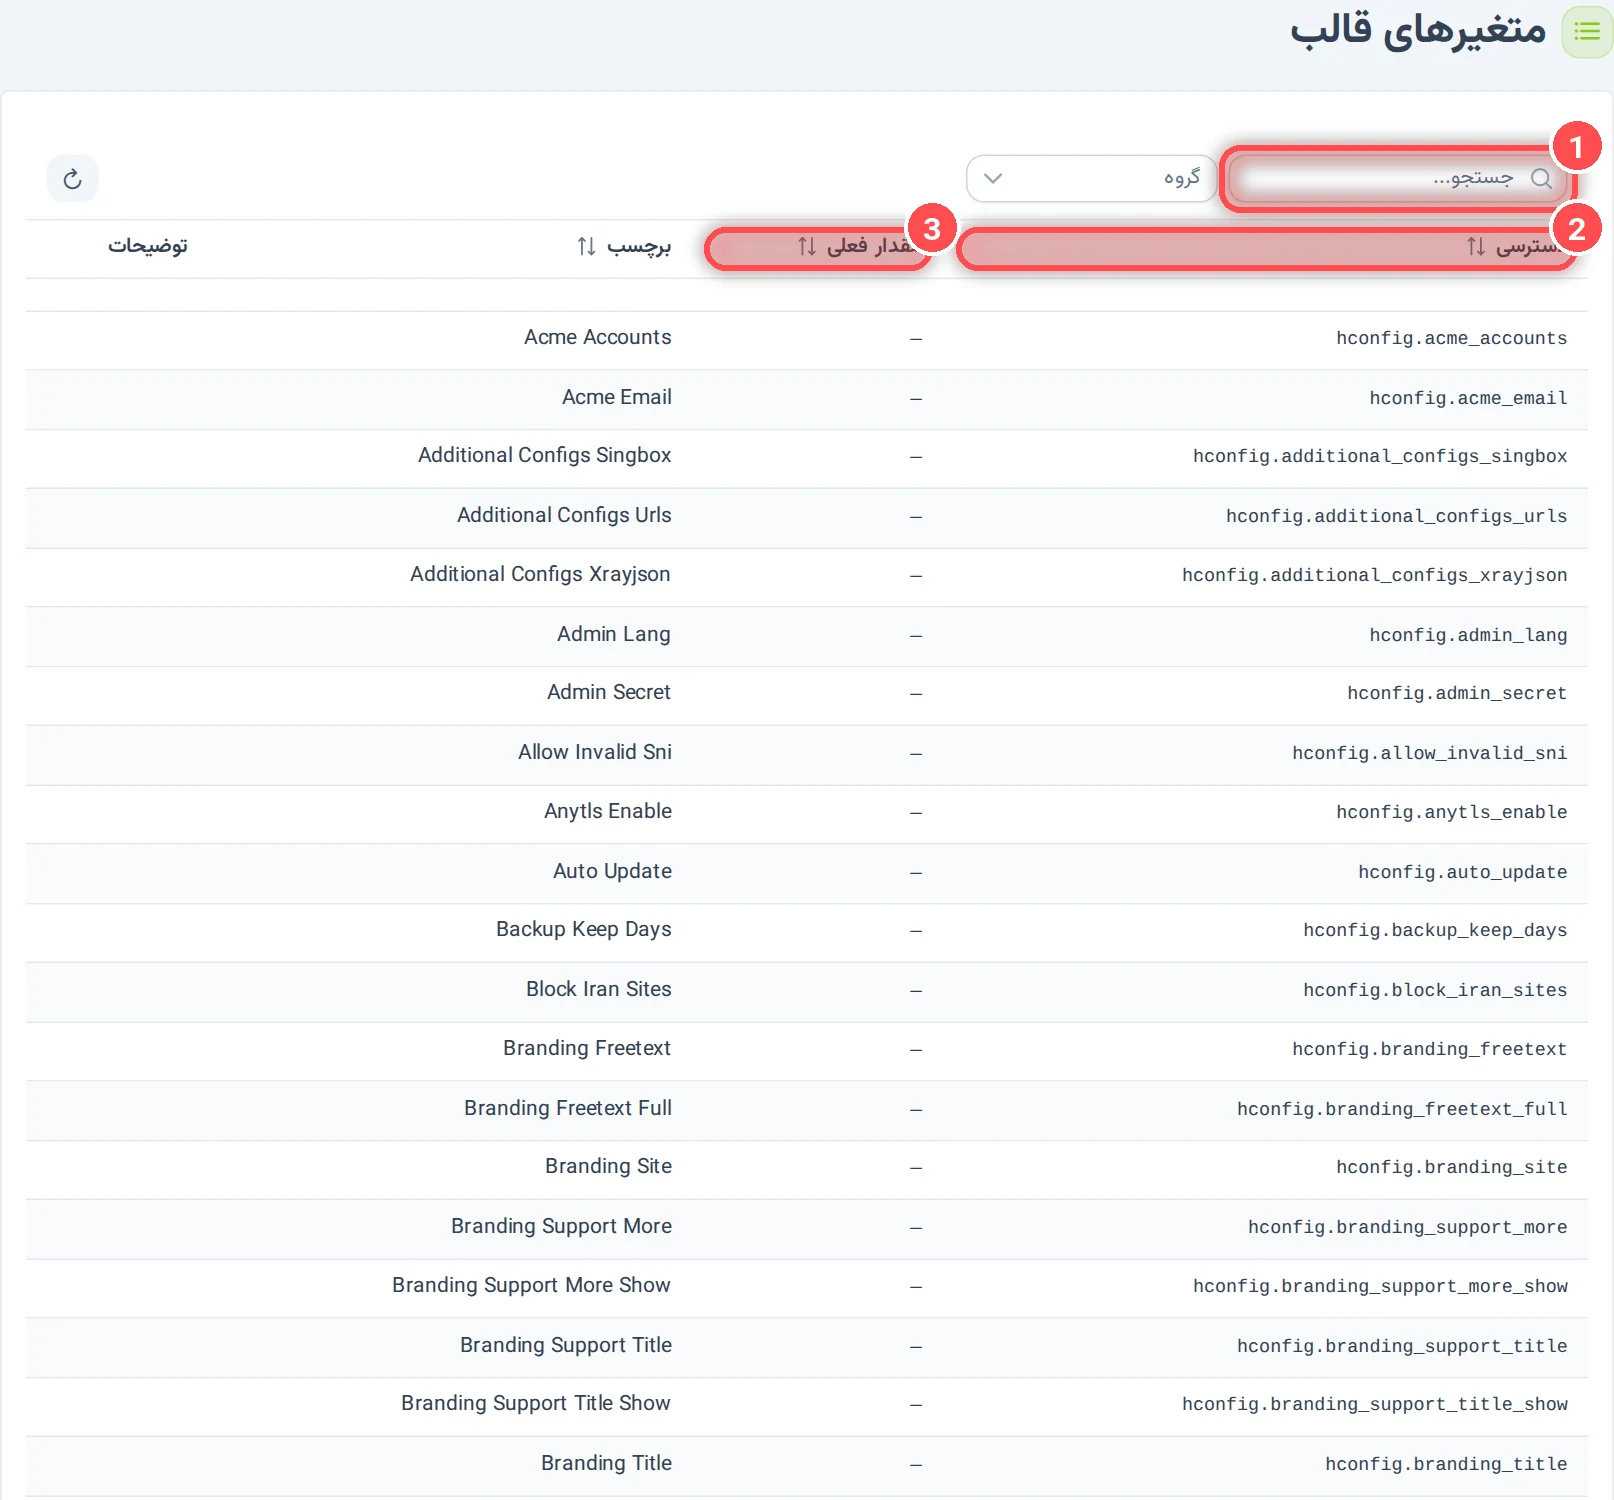 متغیرهای قالب
1
جستجو...
گروه
2
3
برچسب
توضیحات
hconfig.acme_accounts – Acme Accounts
hconfig.acme_email – Acme Email
hconfig.additional_configs_singbox – Additional Configs Singbox
hconfig.additional_configs_urls – Additional Configs Urls
hconfig.additional_configs_xrayjson – Additional Configs Xrayjson
hconfig.admin_lang – Admin Lang
hconfig.admin_secret – Admin Secret
hconfig.allow_invalid_sni – Allow Invalid Sni
hconfig.anytls_enable – Anytls Enable
hconfig.auto_update – Auto Update
hconfig.backup_keep_days – Backup Keep Days
hconfig.block_iran_sites – Block Iran Sites
hconfig.branding_freetext – Branding Freetext
hconfig.branding_freetext_full – Branding Freetext Full
hconfig.branding_site – Branding Site
hconfig.branding_support_more – Branding Support More
hconfig.branding_support_more_show – Branding Support More Show
hconfig.branding_support_title – Branding Support Title
hconfig.branding_support_title_show – Branding Support Title Show
hconfig.branding_title – Branding Title